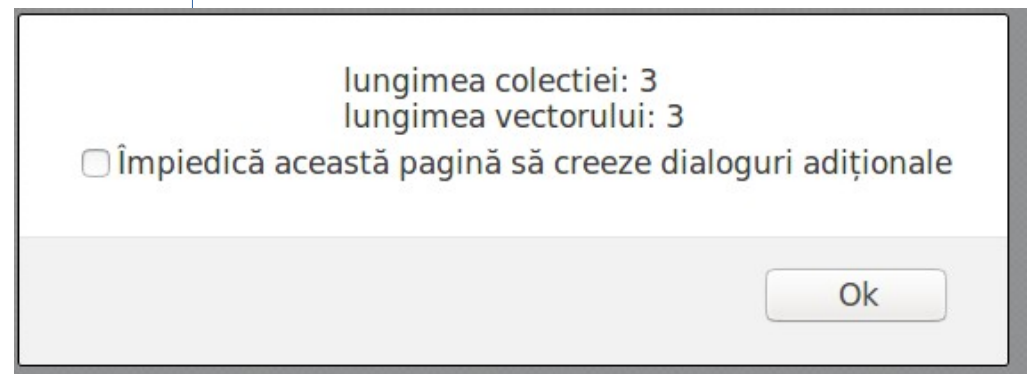 lungimea colectiei: 3
lungimea vectorului: 3
Împiedică această pagină să creeze dialoguri adiționale
Ok